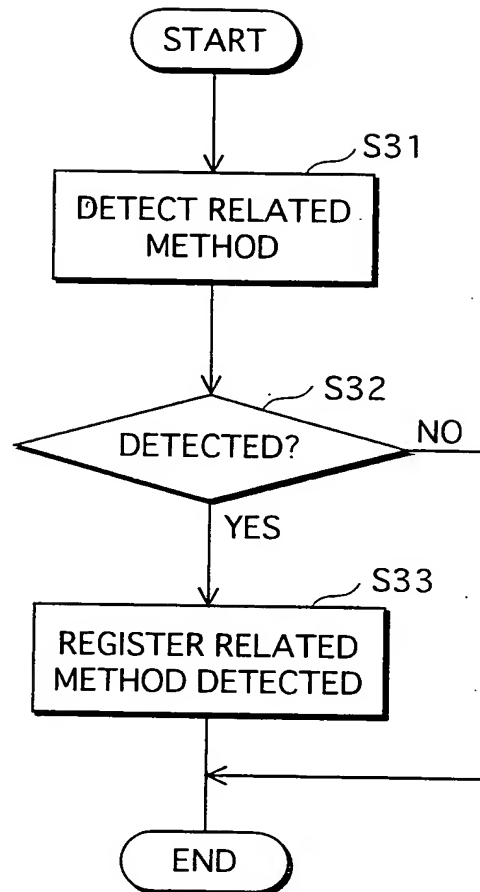 START
S31
DETECT RELATED
METHOD
S32
DETECTED?
NO
YES
S33
REGISTER RELATED
METHOD DETECTED
END